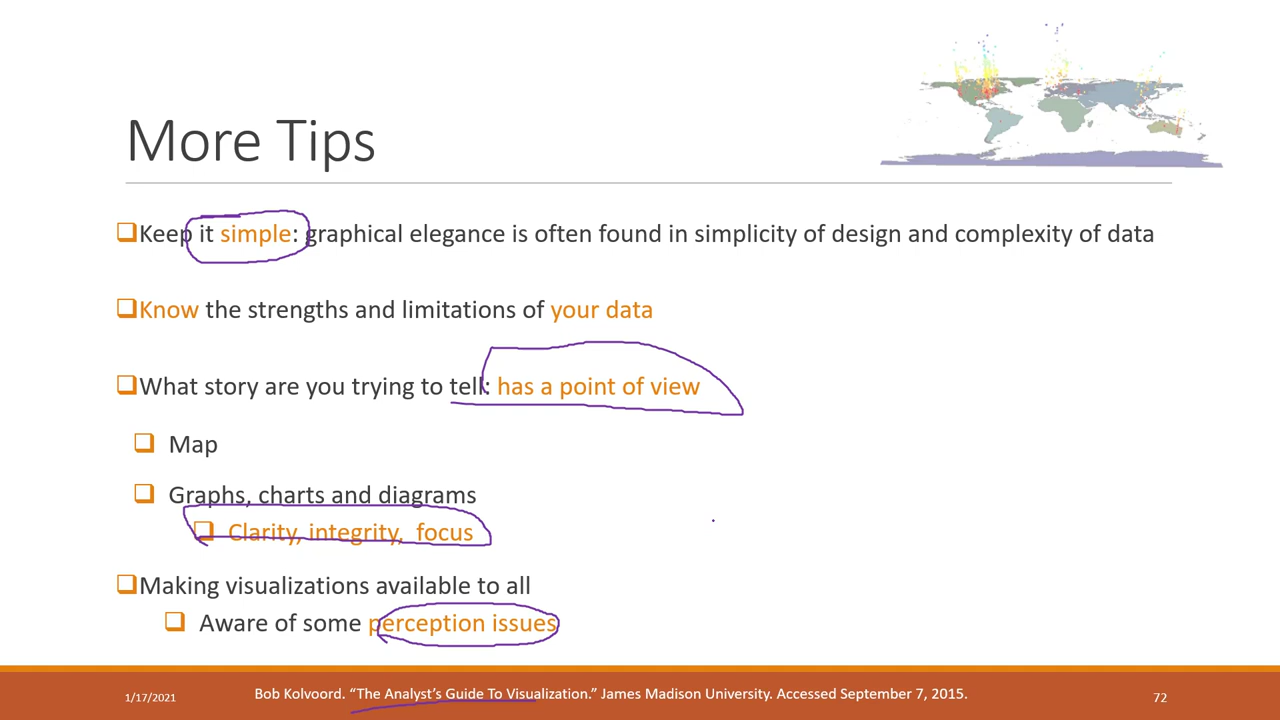 More Tips
Keep it simple: graphical elegance is often found in simplicity of design and complexity of data
Know the strengths and limitations of your data
What story are you trying to tell: has a point of view
Map
Graphs, charts and diagrams
Clarity, integrity, focus
Making visualizations available to all
Aware of some perception issues
1/17/2021
Bob Kolvoord. “The Analyst’s Guide To Visualization.” James Madison University. Accessed September 7, 2015.
72